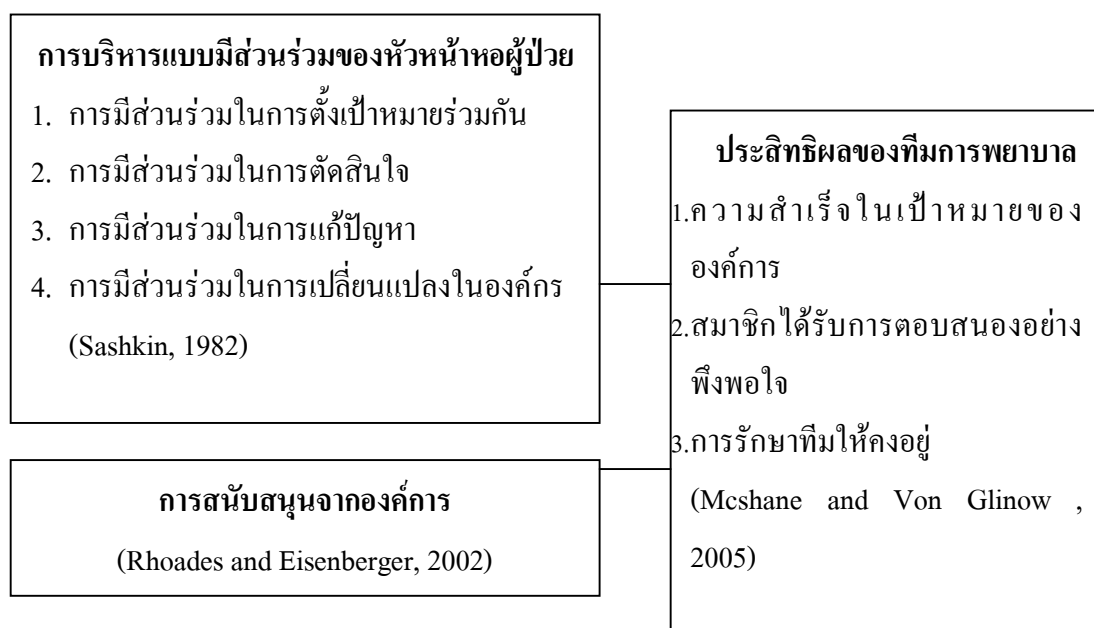 การบริหารแบบมีส่วนร่วมของหัวหน้าหอผู้ป่วย
1. การมีส่วนร่วมในการตั้งเป้าหมายร่วมกัน
2. การมีส่วนร่วมในการตัดสินใจ
3. การมีส่วนร่วมในการแก้ปัญหา
4. การมีส่วนร่วมในการเปลี่ยนแปลงในองค์กร
(Sashkin, 1982)
การสนับสนุนจากองค์การ
(Rhoades and Eisenberger, 2002)
ประสิทธิผลของทีมการพยาบาล
1.ความสำเร็จในเป้าหมายของ
องค์การ
2.สมาชิกได้รับการตอบสนองอย่าง
พึงพอใจ
3.การรักษาทีมให้คงอยู่
(Mcshane and Von Glinow ,
2005)